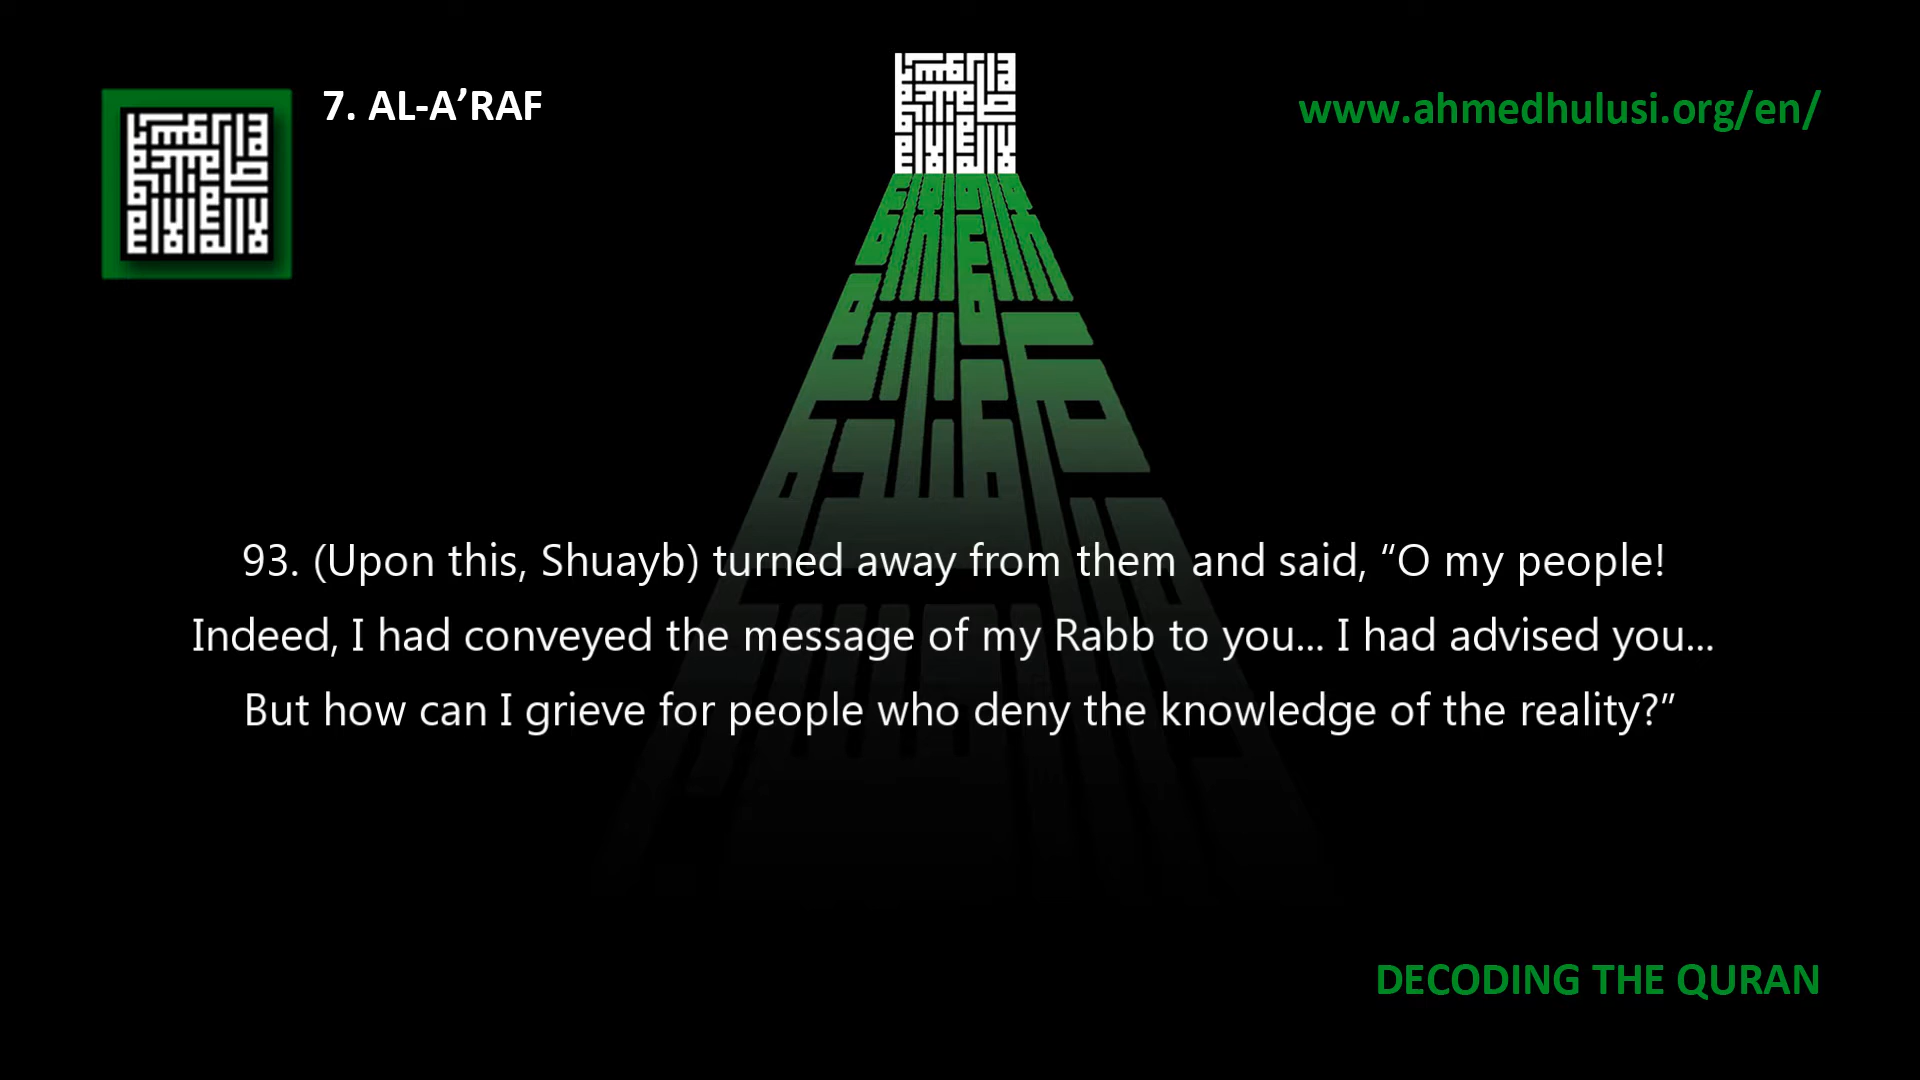 7. AL-A’RAF
www.ahmedhulusi.org/en/
93. (Upon this, Shuayb) turned away from them and said, “O my people!
Indeed, I had conveyed the message of my Rabb to you... I had advised you...
But how can I grieve for people who deny the knowledge of the reality?”
DECODING THE QURAN